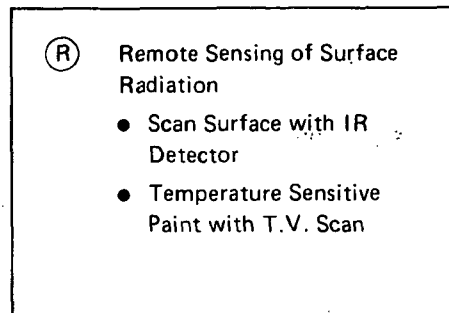 Ⓡ Remote Sensing of Surface
Radiation
● Scan Surface with IR
Detector
● Temperature Sensitive
Paint with T.V. Scan